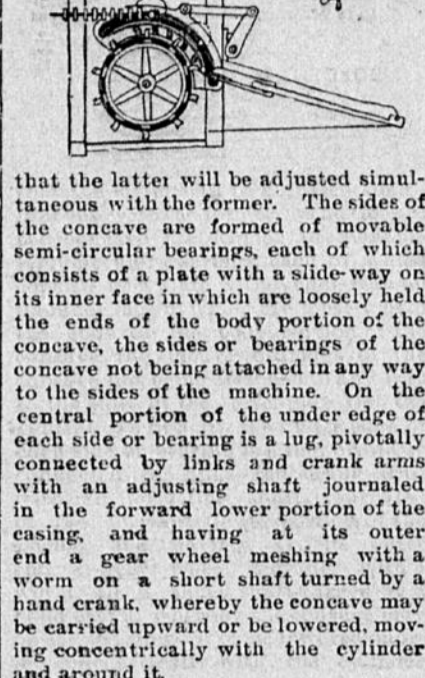 that the latter will be adjusted simul-
taneous with the former. The sides of
the concave are formed of movable
semi-circular bearings, each of which
consists of a plate with a slide-way on
its inner face in which are loosely held
the ends of the body portion of the
concave, the sides or bearings of the
concave not being attached in any way
to the sides of the machine. On the
central portion of the under edge of
each side or bearing is a lug, pivotally
connected by links and crank arms
with an adjusting shaft journaled
in the forward lower portion of the
casing, and having at its outer
end a gear wheel meshing with a
worm on a short shaft turned by a
hand crank, whereby the concave may
be carried upward or be lowered, mov-
ing concentrically with the cylinder
and around it.